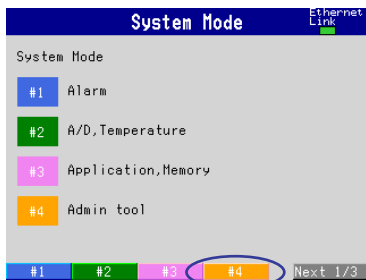 System Mode
Ethernet
Link
System Mode
#1 Alarm
#2 A/D,Temperature
#3 Application,Memory
#4 Admin tool
#1 #2 #3 #4 Next 1/3